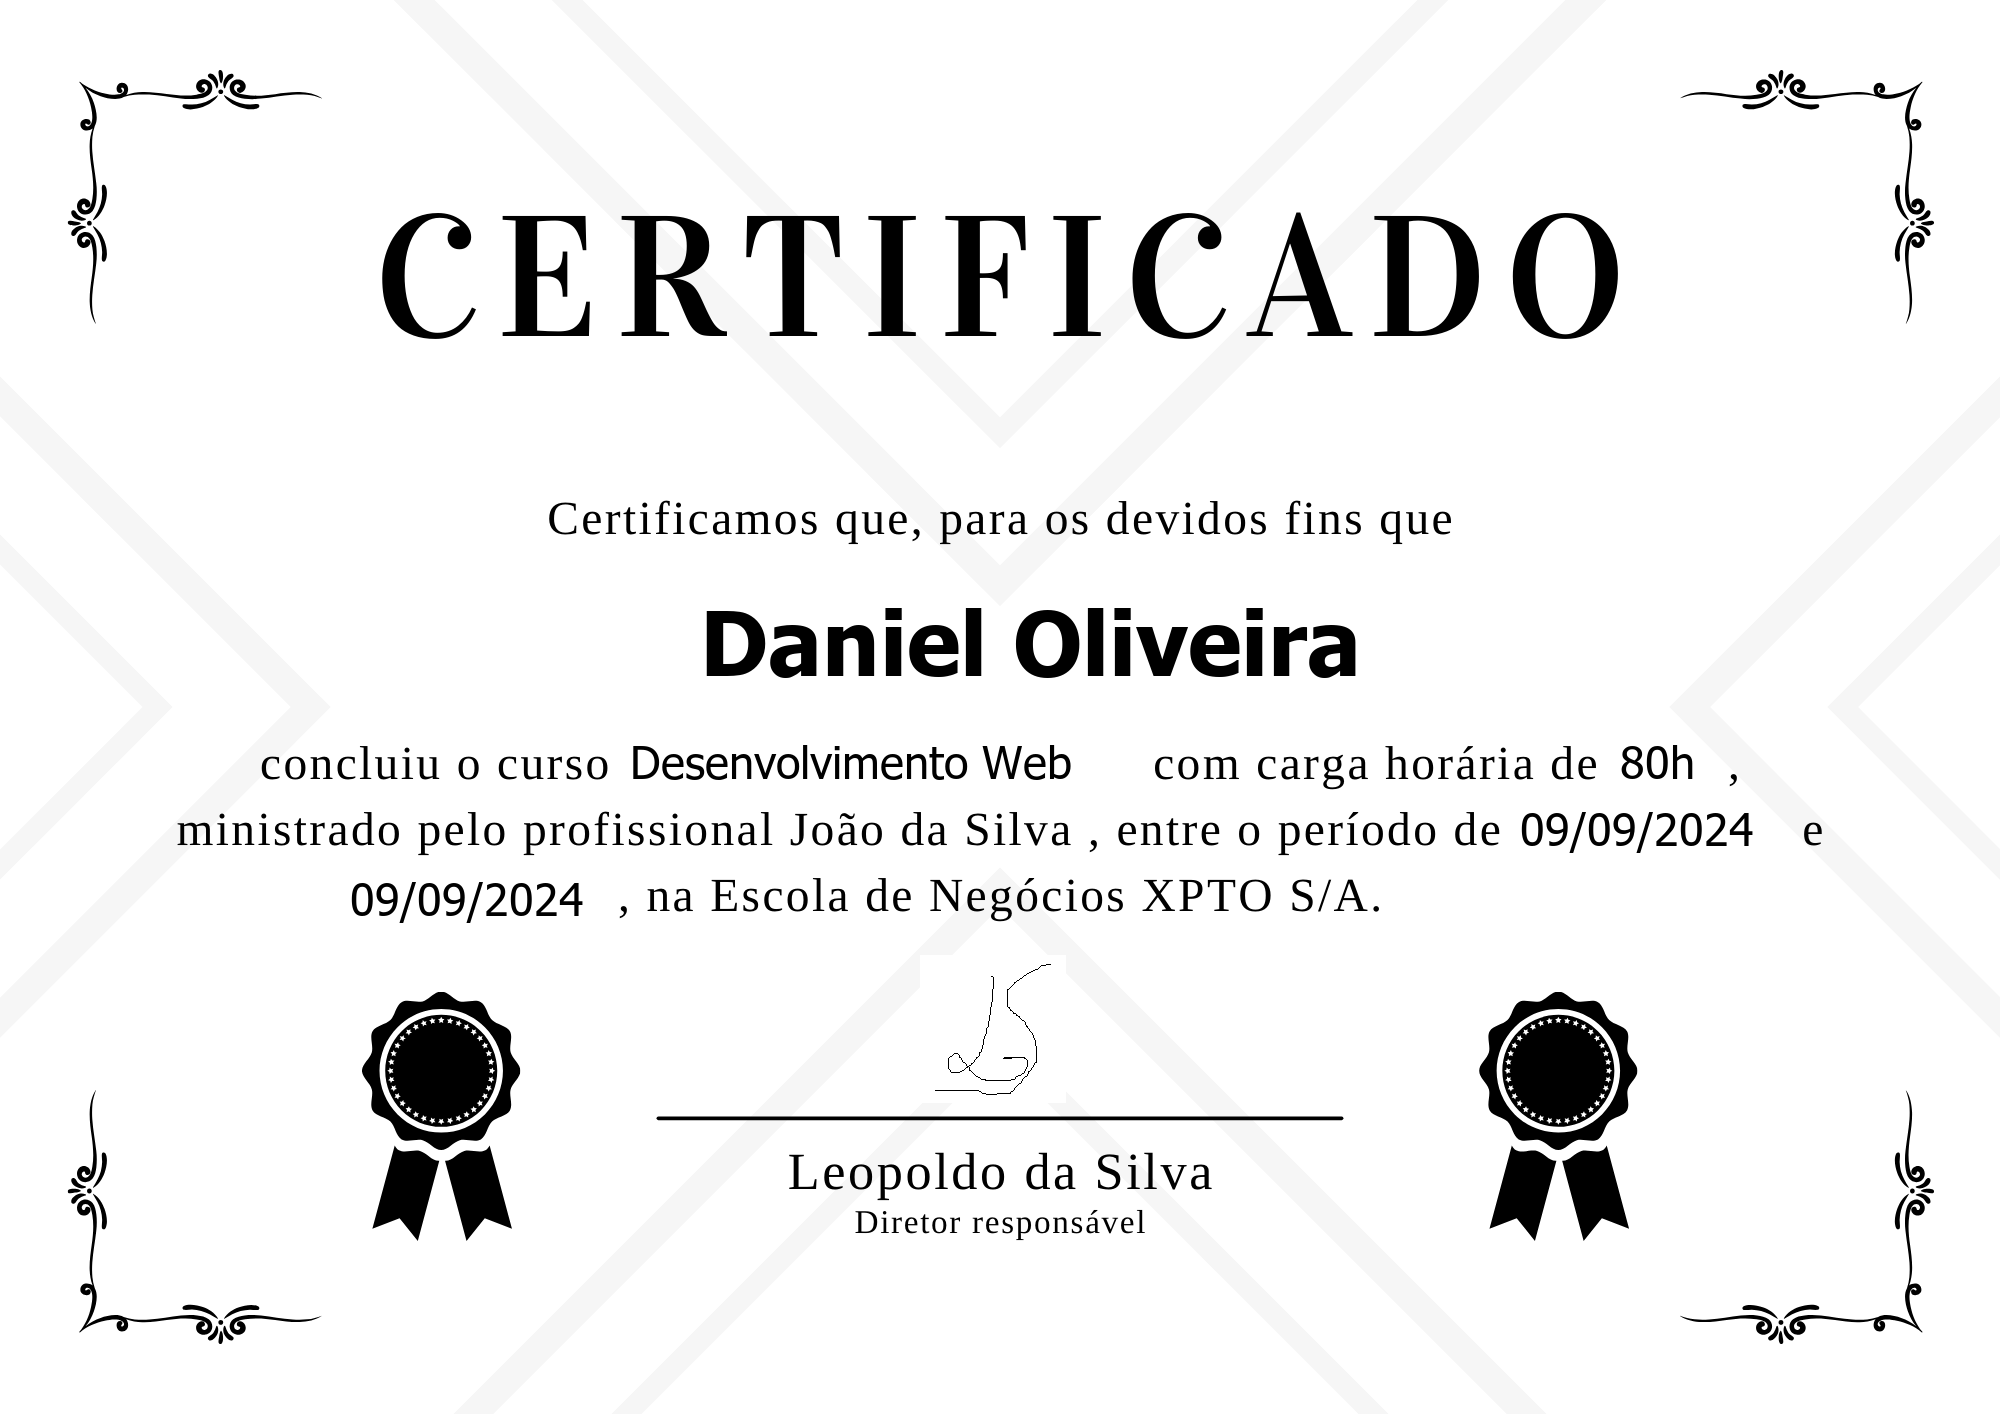 CERTIFICADO
Certificamos que, para os devidos fins que
Daniel Oliveira
concluiu o curso Desenvolvimento Web com carga horária de 80h ,
ministrado pelo profissional João da Silva , entre o período de 09/09/2024 e
09/09/2024 , na Escola de Negócios XPTO S/A.
Leopoldo da Silva
Diretor responsável